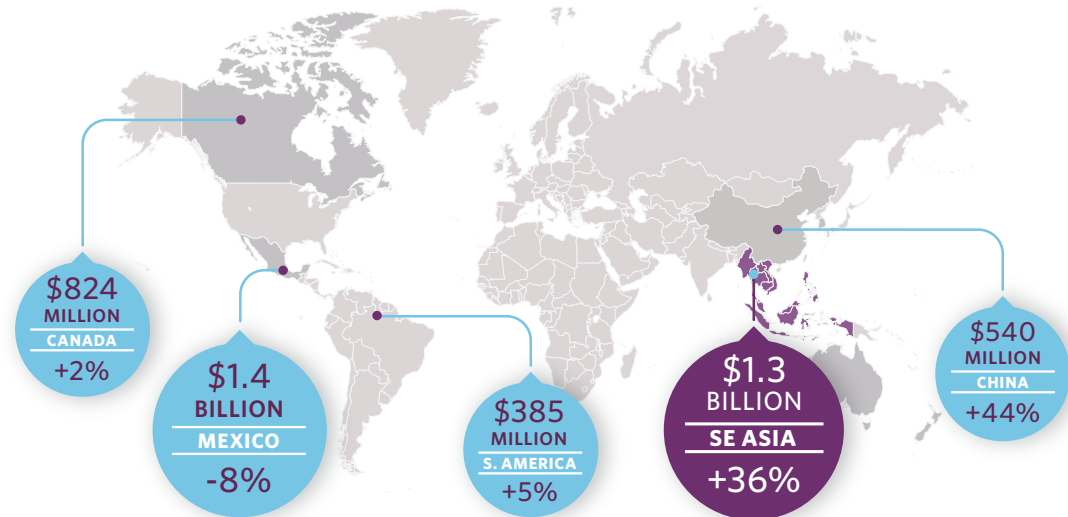 $824
MILLION
CANADA
+2%
$1.4
BILLION
MEXICO
-8%
$385
MILLION
S. AMERICA
+5%
$1.3
BILLION
SE ASIA
+36%
$540
MILLION
CHINA
+44%